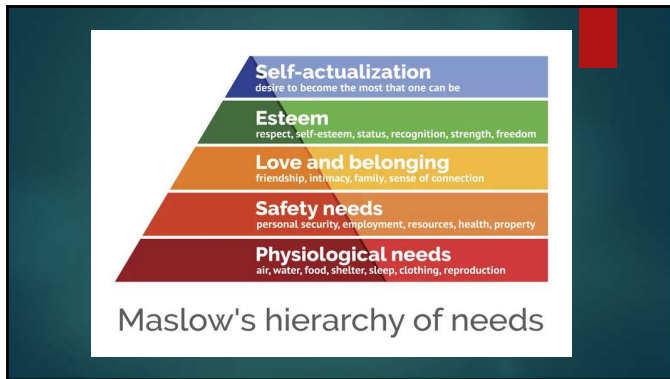 Self-actualization
desire to become the most that one can be
Esteem
respect, self-esteem, status, recognition, strength, freedom
Love and belonging
friendship, intimacy, family, sense of connection
Safety needs
personal security, employment, resources, health, property
Physiological needs
air, water, food, shelter, sleep, clothing, reproduction
Maslow's hierarchy of needs